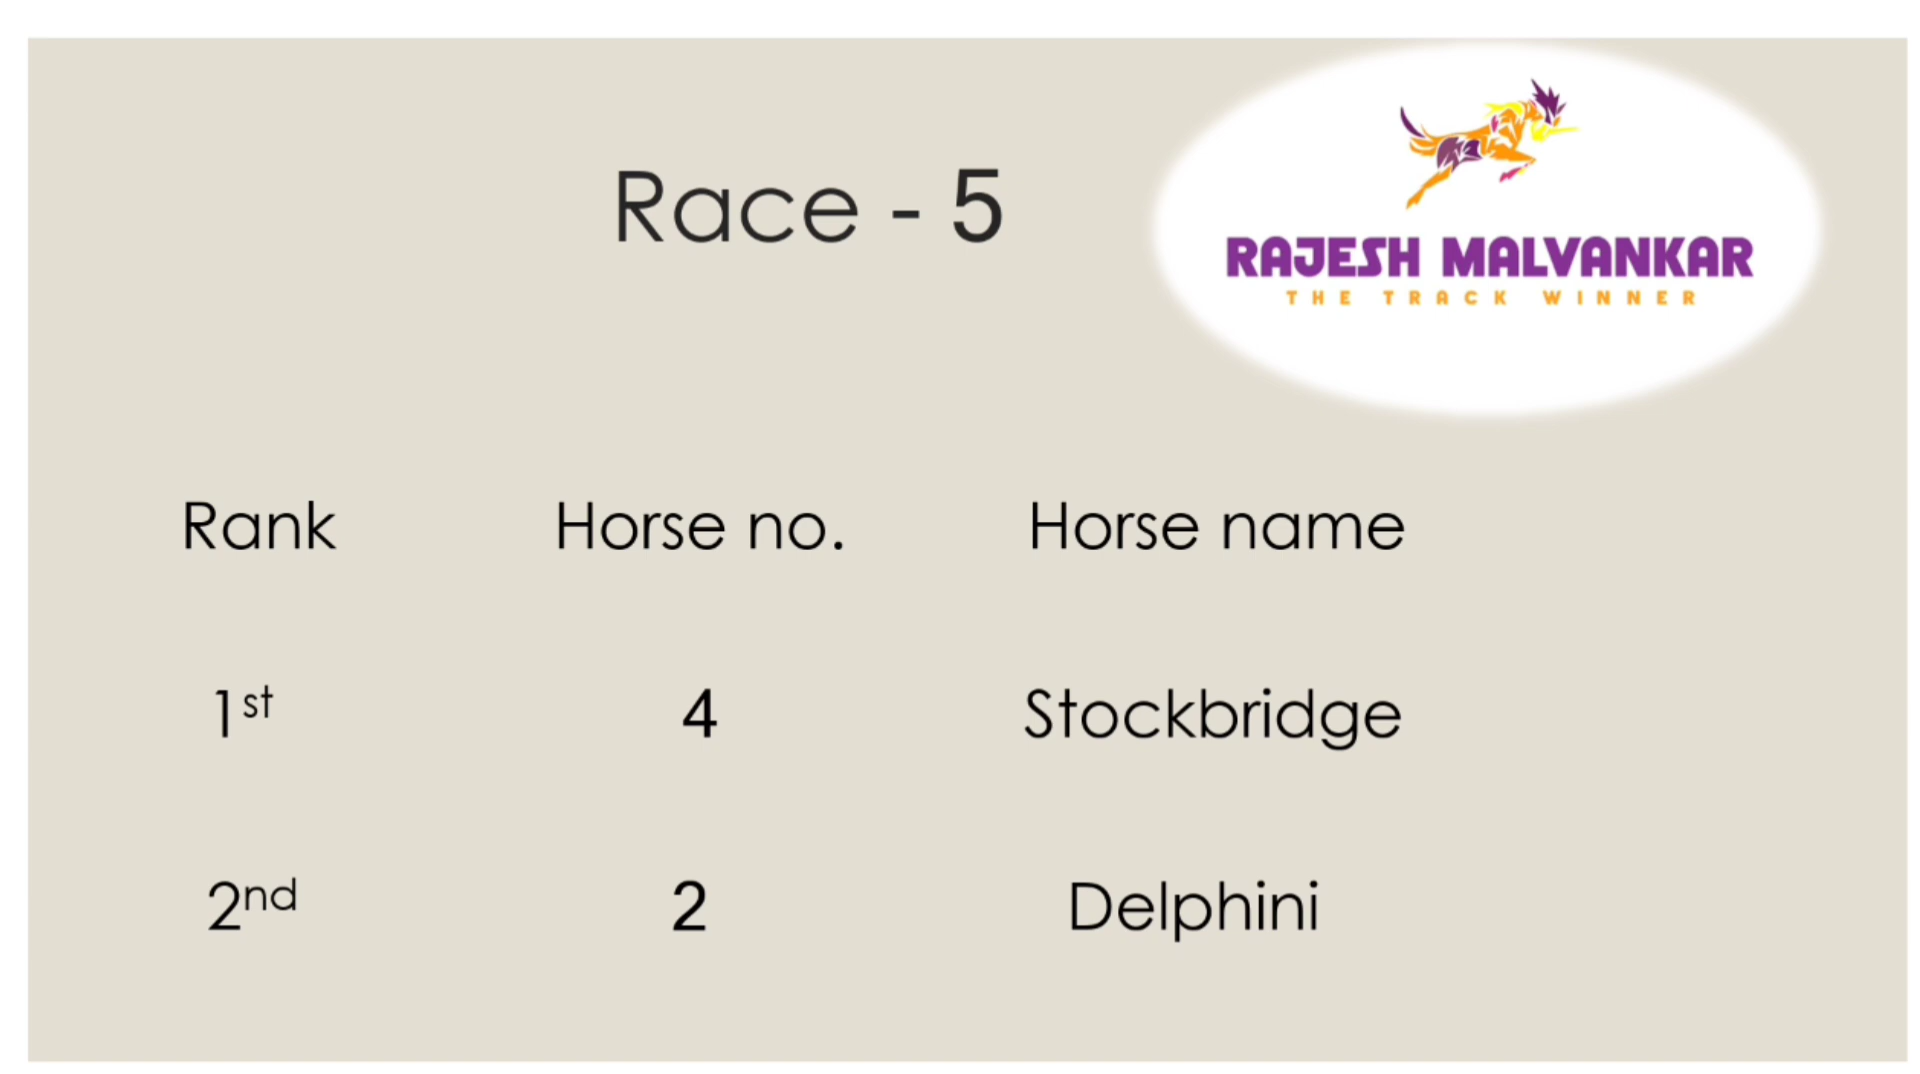 Race - 5
RAJESH MALVANKAR
THE TRACK WINNER
Rank Horse no. Horse name
1st 4 Stockbridge
2nd 2 Delphini